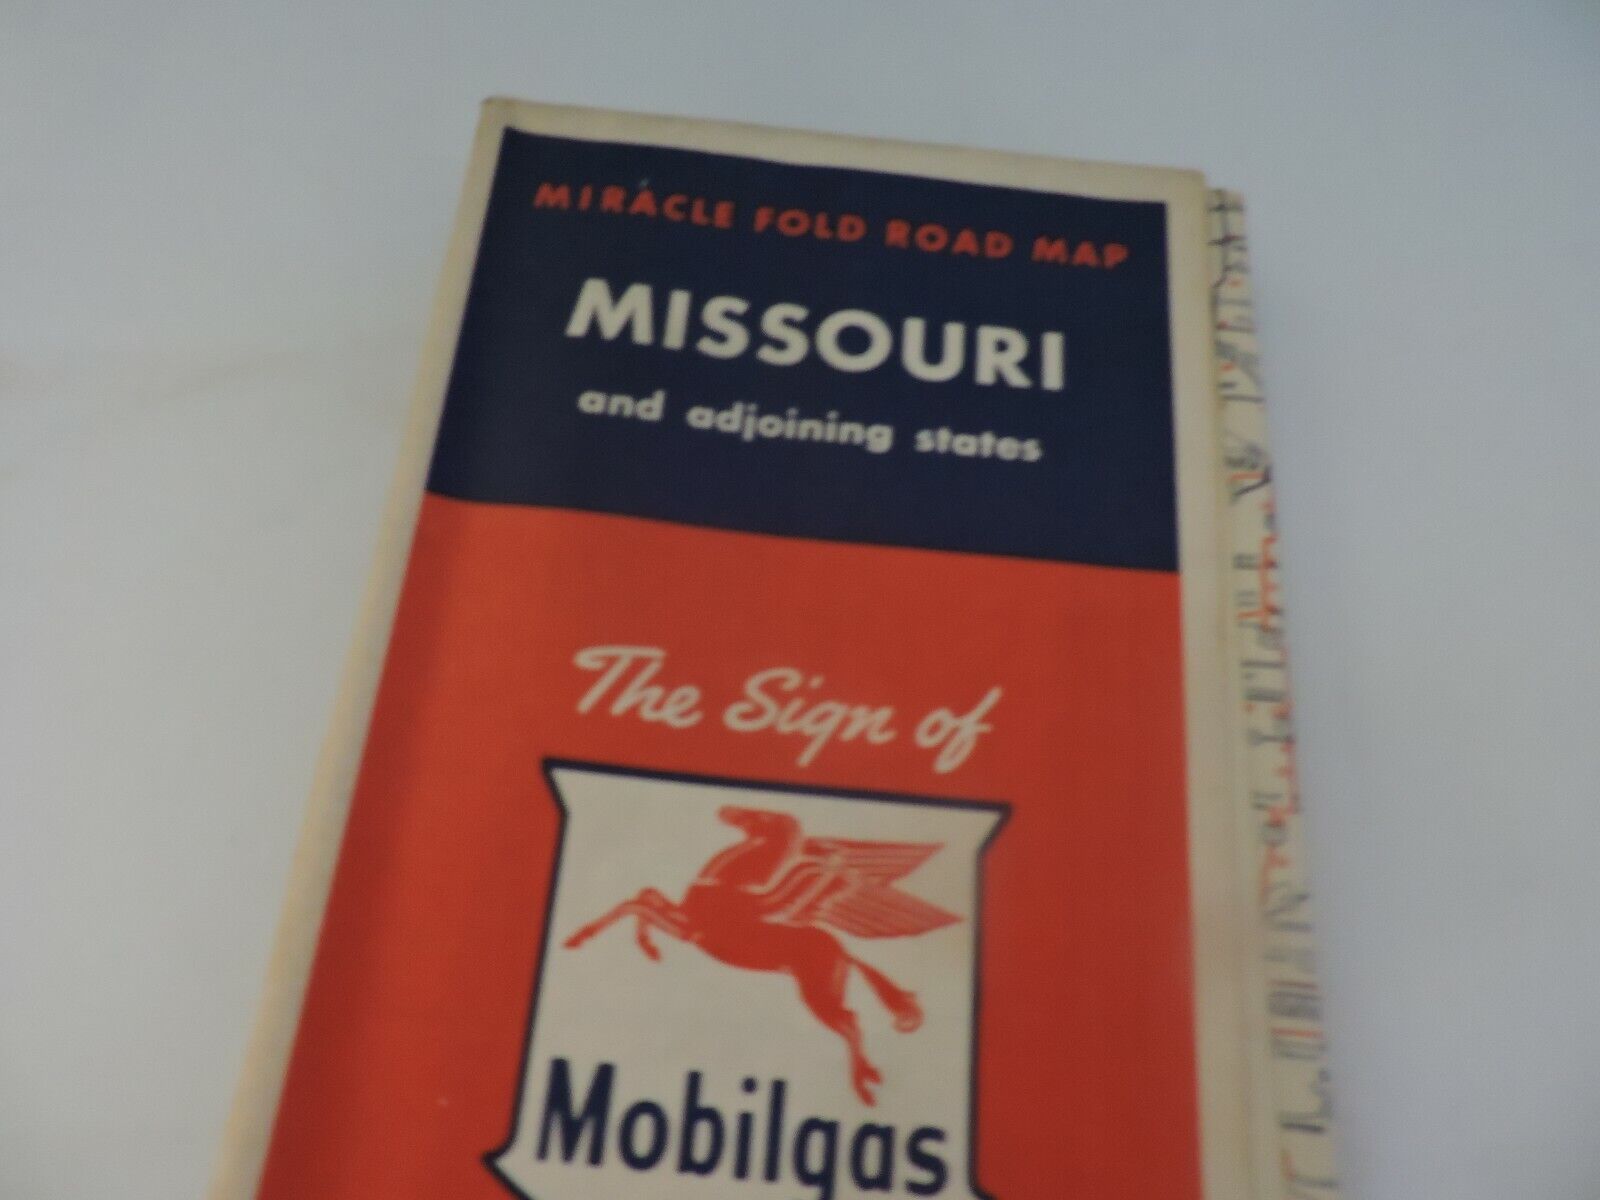 MIRACLE FOLD ROAD MAP
MISSOURI
and adjoining states
The Sign of
Mobilgas